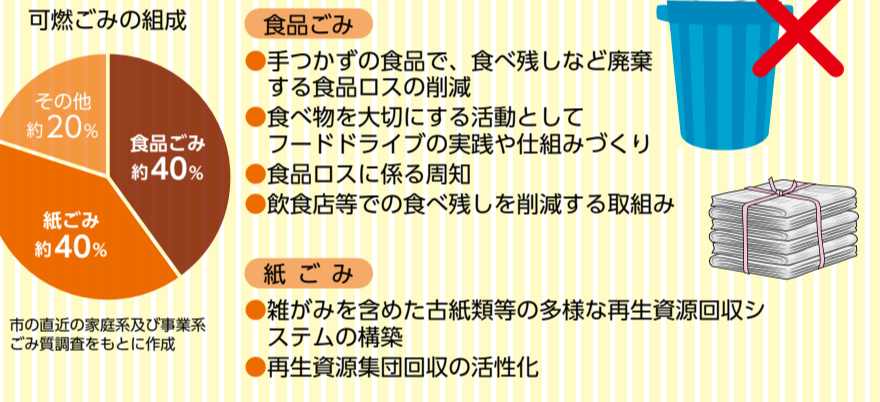 可燃ごみの組成
その他
約20%
食品ごみ
約40%
紙ごみ
約40%
市の直近の家庭系及び事業系
ごみ質調査をもとに作成
食品ごみ
●手つかずの食品で、食べ残しなど廃棄
する食品ロスの削減
●食べ物を大切にする活動として
フードドライブの実践や仕組みづくり
●食品ロスに係る周知
●飲食店等での食べ残しを削減する取組み
紙ごみ
●雑がみを含めた古紙類等の多様な再生資源回収シ
ステムの構築
●再生資源集団回収の活性化